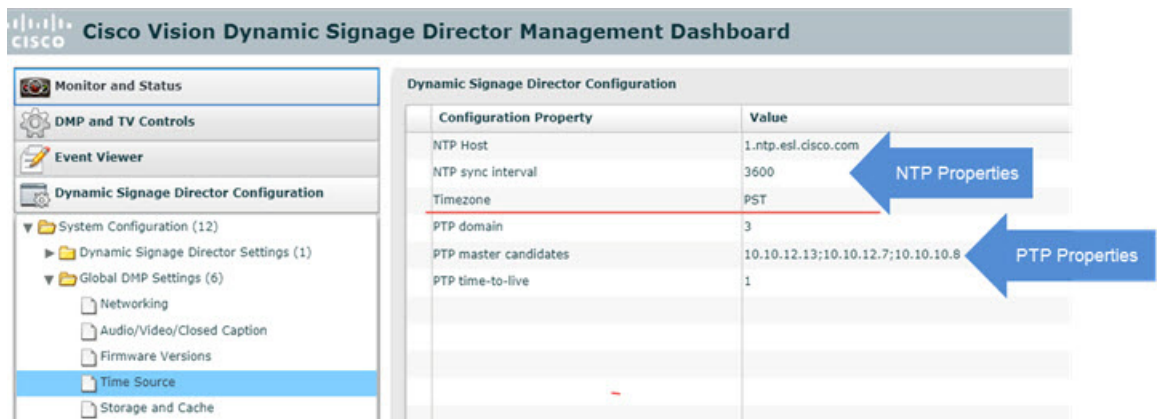 CISCO Cisco Vision Dynamic Signage Director Management Dashboard
Monitor and Status
DMP and TV Controls
Event Viewer
Dynamic Signage Director Configuration
System Configuration (12)
Dynamic Signage Director Settings (1)
Global DMP Settings (6)
Networking
Audio/Video/Closed Caption
Firmware Versions
Time Source
Storage and Cache
Dynamic Signage Director Configuration
Configuration Property Value
NTP Host 1.ntp.esl.cisco.com
NTP sync interval 3600
Timezone PST
PTP domain 3
PTP master candidates 10.10.12.13;10.10.12.7;10.10.10.8
PTP time-to-live 1
NTP Properties
PTP Properties